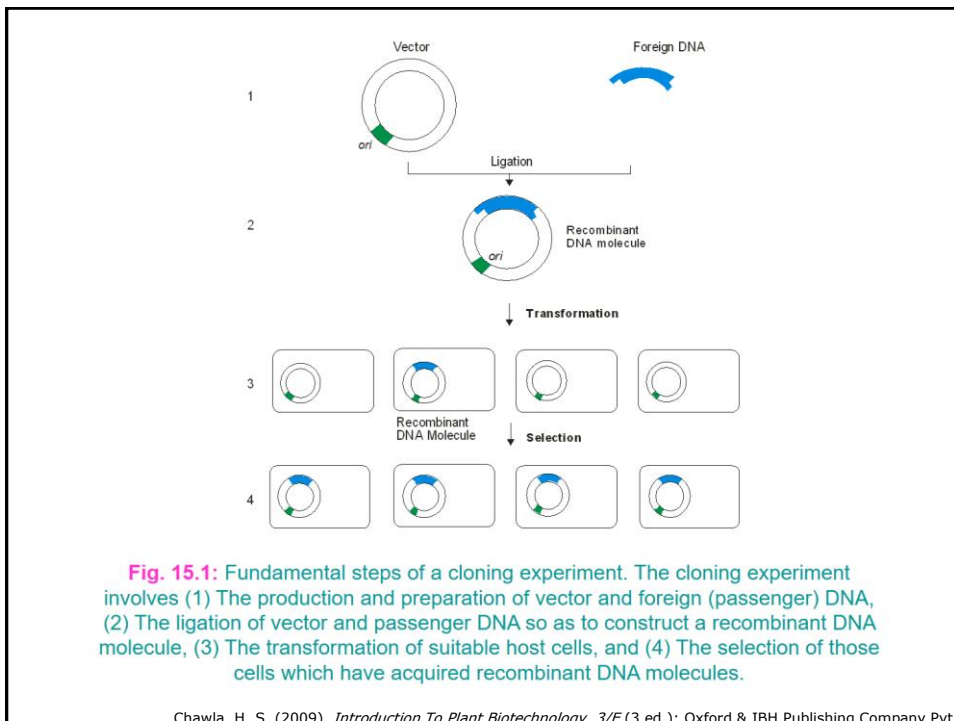 Vector
Foreign DNA
1
ori
Ligation
2
Recombinant
DNA molecule
ori
Transformation
3
Recombinant
DNA Molecule
Selection
4
Fig. 15.1: Fundamental steps of a cloning experiment. The cloning experiment
involves (1) The production and preparation of vector and foreign (passenger) DNA,
(2) The ligation of vector and passenger DNA so as to construct a recombinant DNA
molecule, (3) The transformation of suitable host cells, and (4) The selection of those
cells which have acquired recombinant DNA molecules.
Chawla, H. S. (2009). Introduction To Plant Biotechnology, 3/E (3 ed.): Oxford & IBH Publishing Company Pvt